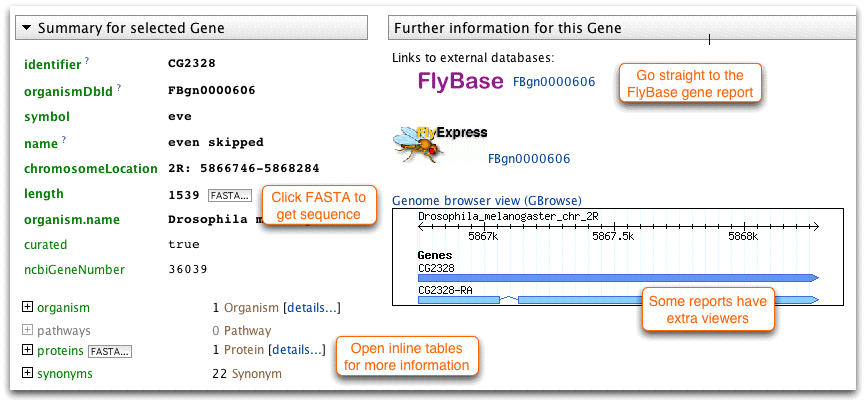 Summary for selected Gene
identifier ? CG2328
organismDbId ? FBgn0000606
symbol eve
name ? even skipped
chromosomeLocation 2R: 5866746-5868284
length 1539 FASTA...
organism.name Drosophila m
curated true
ncbiGeneNumber 36039
Click FASTA to
get sequence
organism 1 Organism [details...]
pathways 0 Pathway
proteins FASTA... 1 Protein [details...]
synonyms 22 Synonym
Open inline tables
for more information
Further information for this Gene
Links to external databases:
FlyBase FBgn0000606
Go straight to the
FlyBase gene report
FlyExpress
FBgn0000606
Genome browser view (GBrowse)
Drosophila_melanogaster_chr_2R
5867k 5867.5k 5868k
Genes
CG2328
CG2328-RA
Some reports have
extra viewers